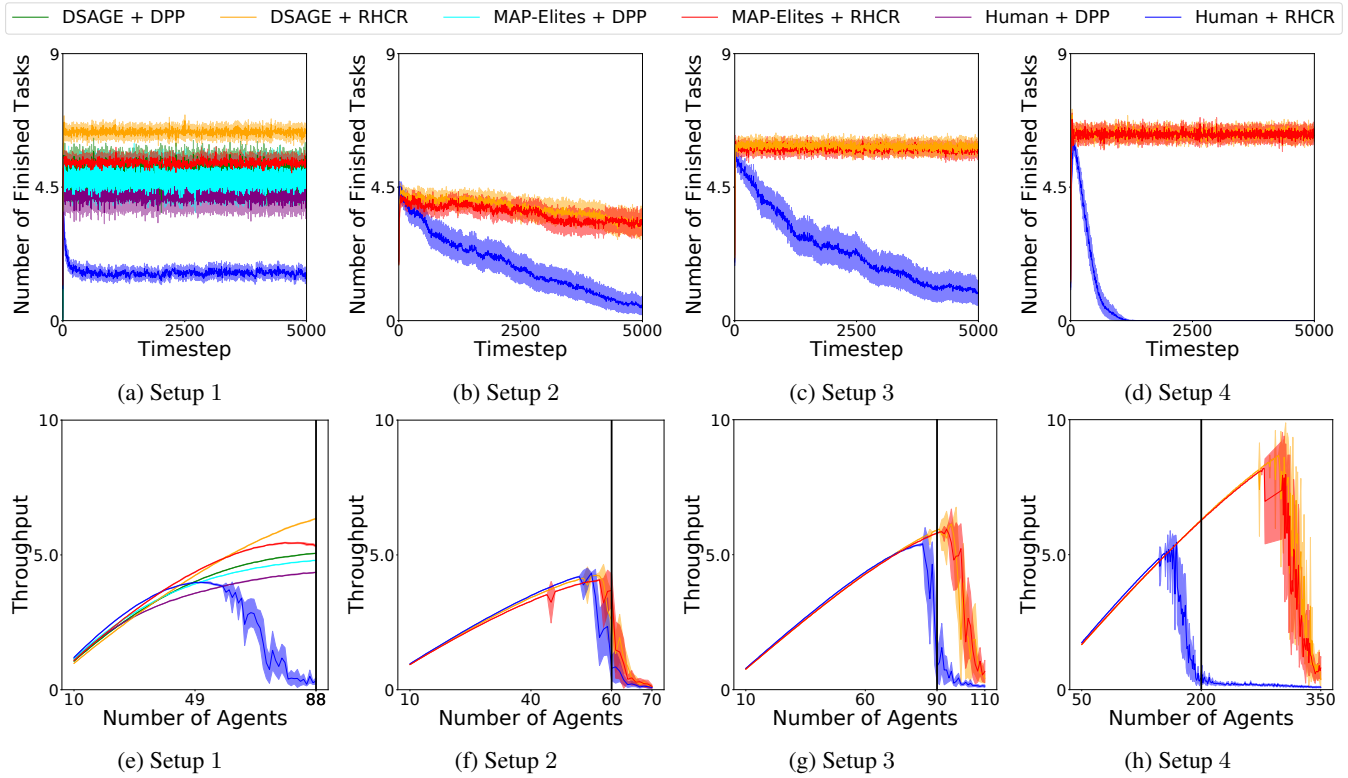 DSAGE + DPP DSAGE + RHCR MAP-Elites + DPP MAP-Elites + RHCR Human + DPP Human + RHCR
Number of Finished Tasks
9
4.5
0
0 2500 5000
Timestep
(a) Setup 1
Number of Finished Tasks
9
4.5
0
0 2500 5000
Timestep
(b) Setup 2
Number of Finished Tasks
9
4.5
0
0 2500 5000
Timestep
(c) Setup 3
Number of Finished Tasks
9
4.5
0
0 2500 5000
Timestep
(d) Setup 4
Throughput
10
5.0
0
10 49 88
Number of Agents
(e) Setup 1
Throughput
10
5.0
0
10 40 60 70
Number of Agents
(f) Setup 2
Throughput
10
5.0
0
10 60 90 110
Number of Agents
(g) Setup 3
Throughput
10
5.0
0
50 200 350
Number of Agents
(h) Setup 4